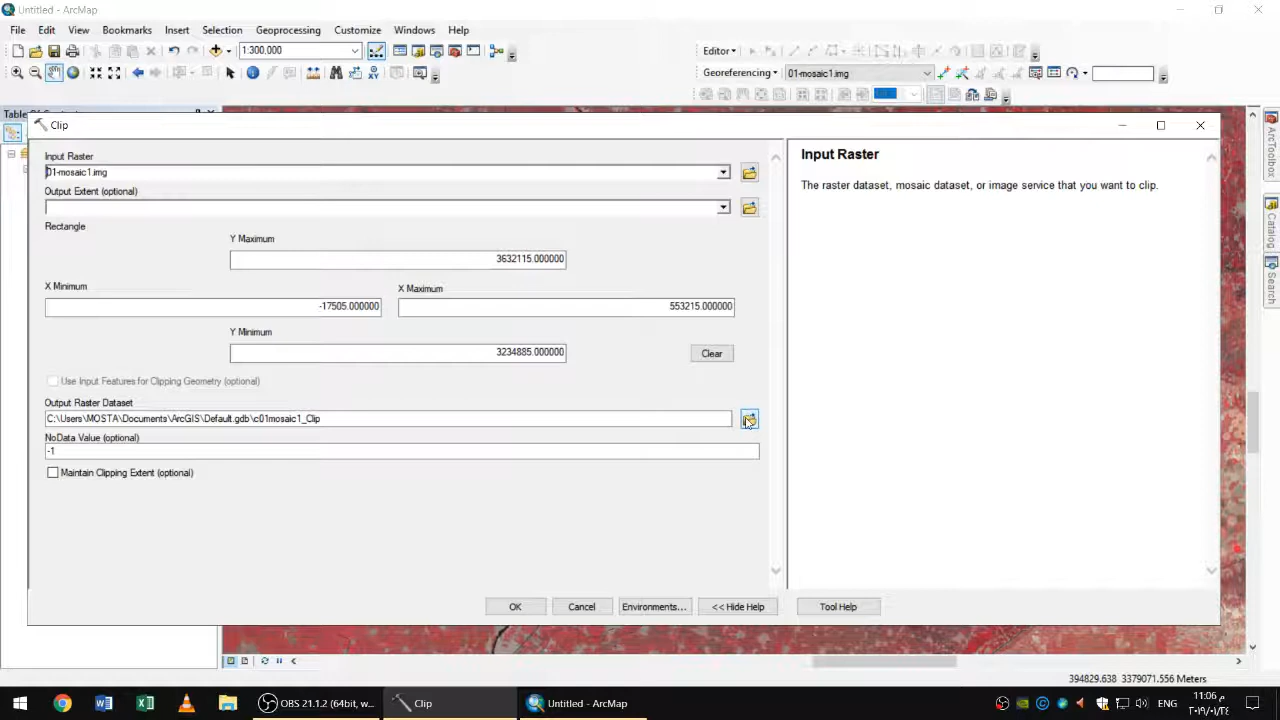 Untitled - ArcMap
File Edit View Bookmarks Insert Selection Geoprocessing Customize Windows Help
1:300,000
Editor
Georeferencing
01-mosaic1.img
Clip
Input Raster
01-mosaic1.img
Output Extent (optional)
Rectangle
Y Maximum
3632115.000000
X Minimum
X Maximum
-17505.000000
553215.000000
Y Minimum
3234885.000000
Clear
Use Input Features for Clipping Geometry (optional)
Output Raster Dataset
C:\Users\MOSTA\Documents\ArcGIS\Default.gdb\c01mosaic1_Clip
NoData Value (optional)
-1
Maintain Clipping Extent (optional)
OK
Cancel
Environments...
<< Hide Help
Tool Help
Input Raster
The raster dataset, mosaic dataset, or image service that you want to clip.
ArcToolbox
Catalog
Search
394829.638 3379071.556 Meters
OBS 21.1.2 (64bit, w...
Clip
Untitled - ArcMap
ENG
11:06 م